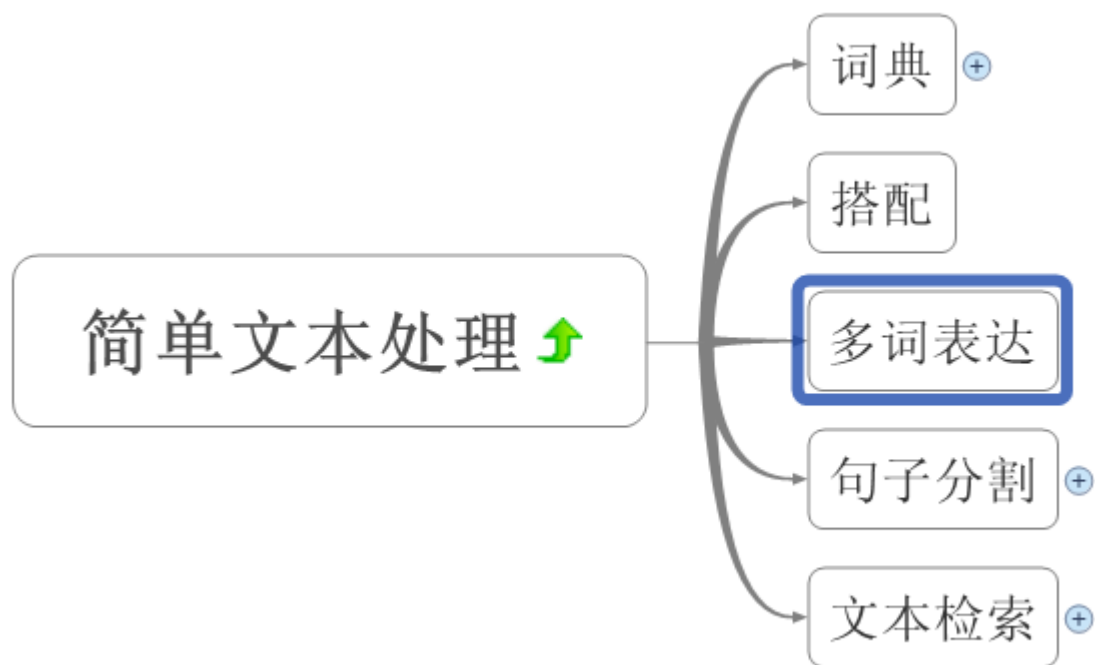 简单文本处理
词典
搭配
多词表达
句子分割
文本检索